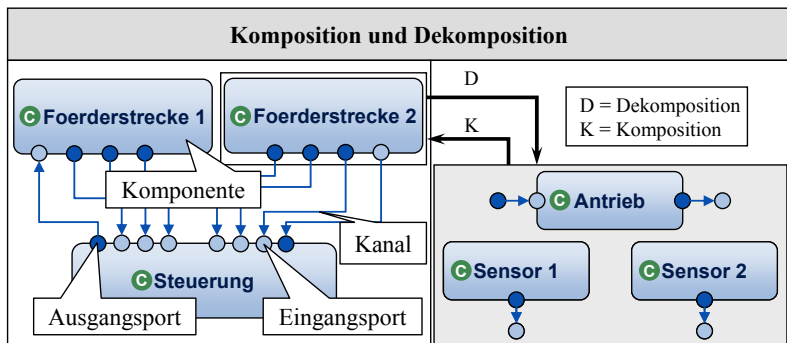 Komposition und Dekomposition
C Foerderstrecke 1
C Foerderstrecke 2
Komponente
Kanal
C Steuerung
Ausgangsport
Eingangsport
D
K
D = Dekomposition
K = Komposition
C Antrieb
C Sensor 1
C Sensor 2